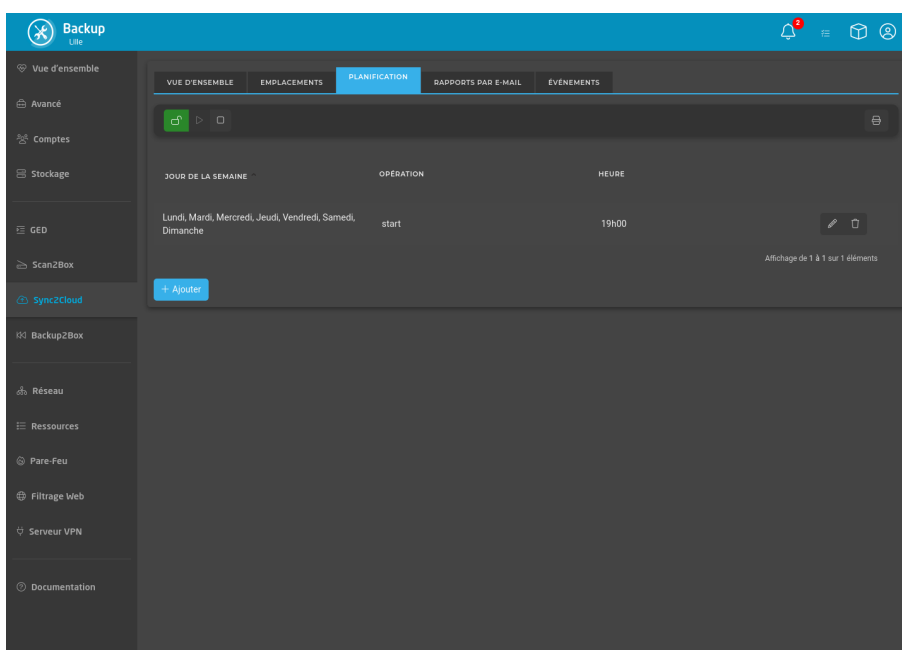 Backup
Lille
2
Vue d'ensemble
Avancé
Comptes
Stockage
GED
Scan2Box
Sync2Cloud
Backup2Box
Réseau
Ressources
Pare-Feu
Filtrage Web
Serveur VPN
Documentation
VUE D'ENSEMBLE EMPLACEMENTS PLANIFICATION RAPPORTS PAR E-MAIL ÉVÈNEMENTS
JOUR DE LA SEMAINE OPÉRATION HEURE
Lundi, Mardi, Mercredi, Jeudi, Vendredi, Samedi,
Dimanche
start 19h00
Affichage de 1 à 1 sur 1 éléments
+ Ajouter